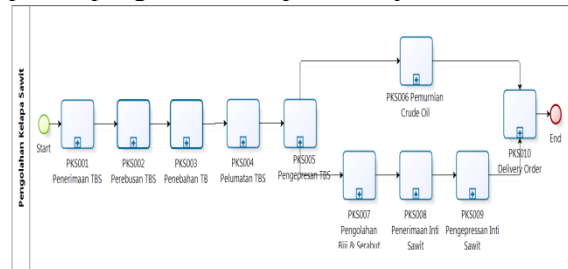 Pengolahan Kelapa Sawit
Start
PKS001
Penerimaan TBS
PKS002
Perebusan TBS
PKS003
Penebahan TB
PKS004
Pelumatan TBS
PKS005
Pengepresan TBS
PKS006 Pemurnian
Crude Oil
PKS007
Pengolahan
Biji & Serabut
PKS008
Penerimaan Inti
Sawit
PKS009
Pengepressan Inti
Sawit
PKS010
Delivery Order
End